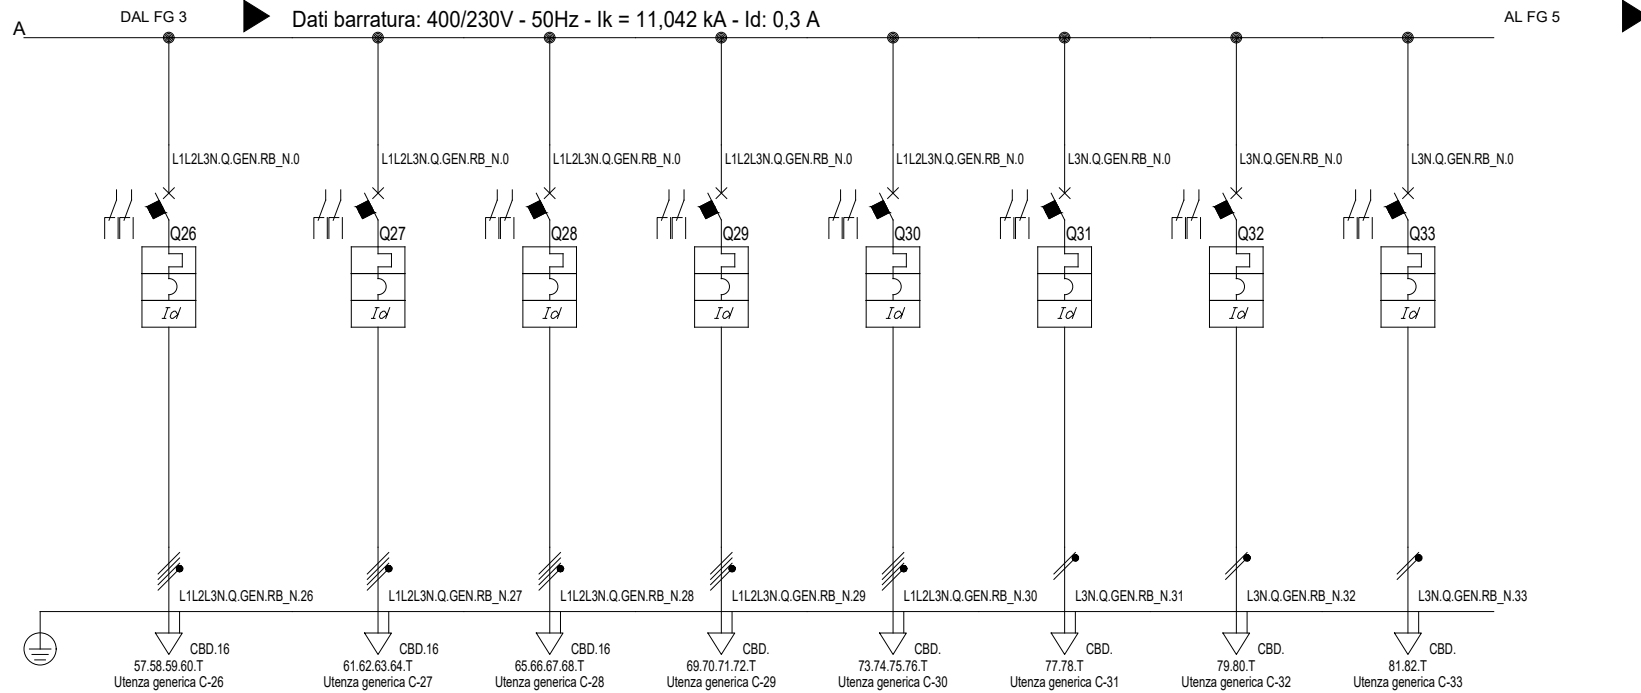 DAL FG 3
Dati barratura: 400/230V - 50Hz - Ik = 11,042 kA - Id: 0,3 A
AL FG 5
A
L1L2L3N.Q.GEN.RB_N.0
L1L2L3N.Q.GEN.RB_N.0
L1L2L3N.Q.GEN.RB_N.0
L1L2L3N.Q.GEN.RB_N.0
L1L2L3N.Q.GEN.RB_N.0
L3N.Q.GEN.RB_N.0
L3N.Q.GEN.RB_N.0
L3N.Q.GEN.RB_N.0
Q26
Q27
Q28
Q29
Q30
Q31
Q32
Q33
Id
Id
Id
Id
Id
Id
Id
Id
L1L2L3N.Q.GEN.RB_N.26
L1L2L3N.Q.GEN.RB_N.27
L1L2L3N.Q.GEN.RB_N.28
L1L2L3N.Q.GEN.RB_N.29
L1L2L3N.Q.GEN.RB_N.30
L3N.Q.GEN.RB_N.31
L3N.Q.GEN.RB_N.32
L3N.Q.GEN.RB_N.33
CBD.16
57.58.59.60.T
Utenza generica C-26
CBD.16
61.62.63.64.T
Utenza generica C-27
CBD.16
65.66.67.68.T
Utenza generica C-28
CBD.
69.70.71.72.T
Utenza generica C-29
CBD.
73.74.75.76.T
Utenza generica C-30
CBD.
77.78.T
Utenza generica C-31
CBD.
79.80.T
Utenza generica C-32
CBD.
81.82.T
Utenza generica C-33